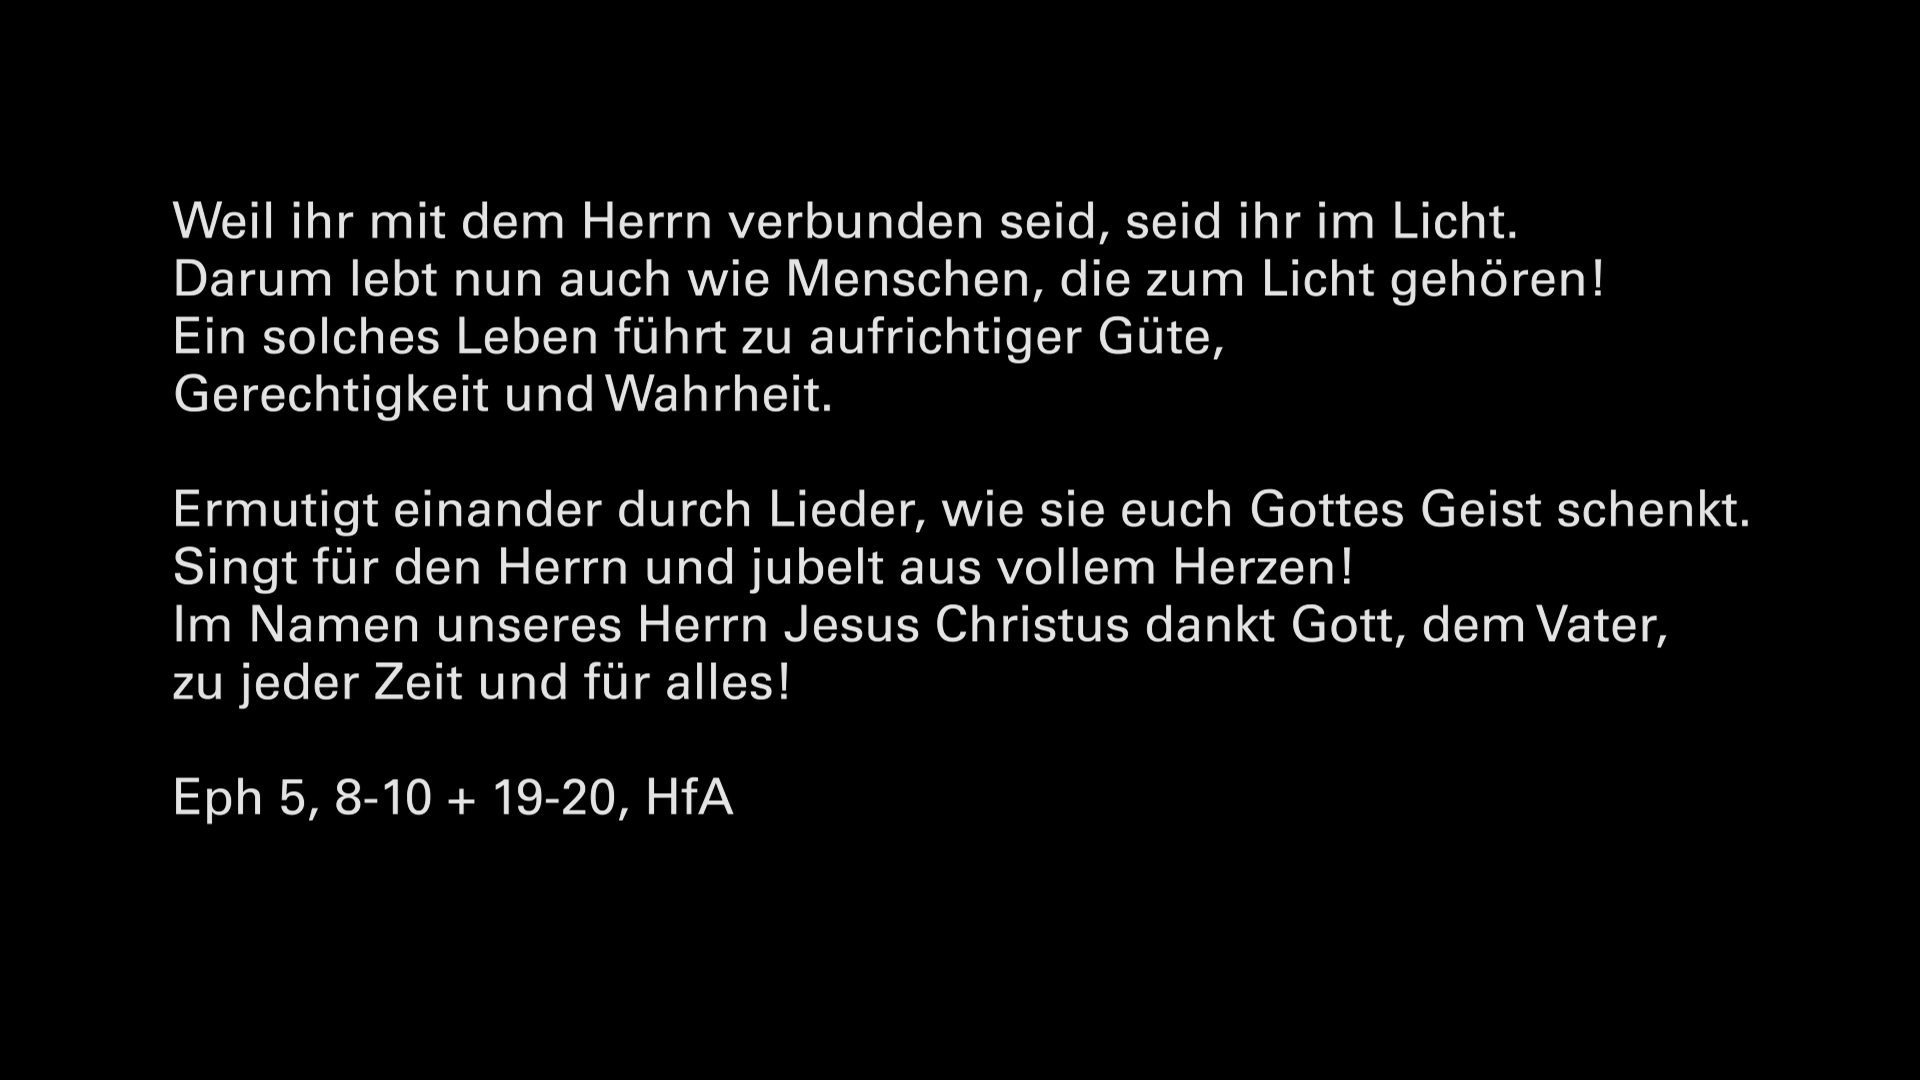 Weil ihr mit dem Herrn verbunden seid, seid ihr im Licht.
Darum lebt nun auch wie Menschen, die zum Licht gehören!
Ein solches Leben führt zu aufrichtiger Güte,
Gerechtigkeit und Wahrheit.
Ermutigt einander durch Lieder, wie sie euch Gottes Geist schenkt.
Singt für den Herrn und jubelt aus vollem Herzen!
Im Namen unseres Herrn Jesus Christus dankt Gott, dem Vater,
zu jeder Zeit und für alles!
Eph 5, 8-10 + 19-20, HfA